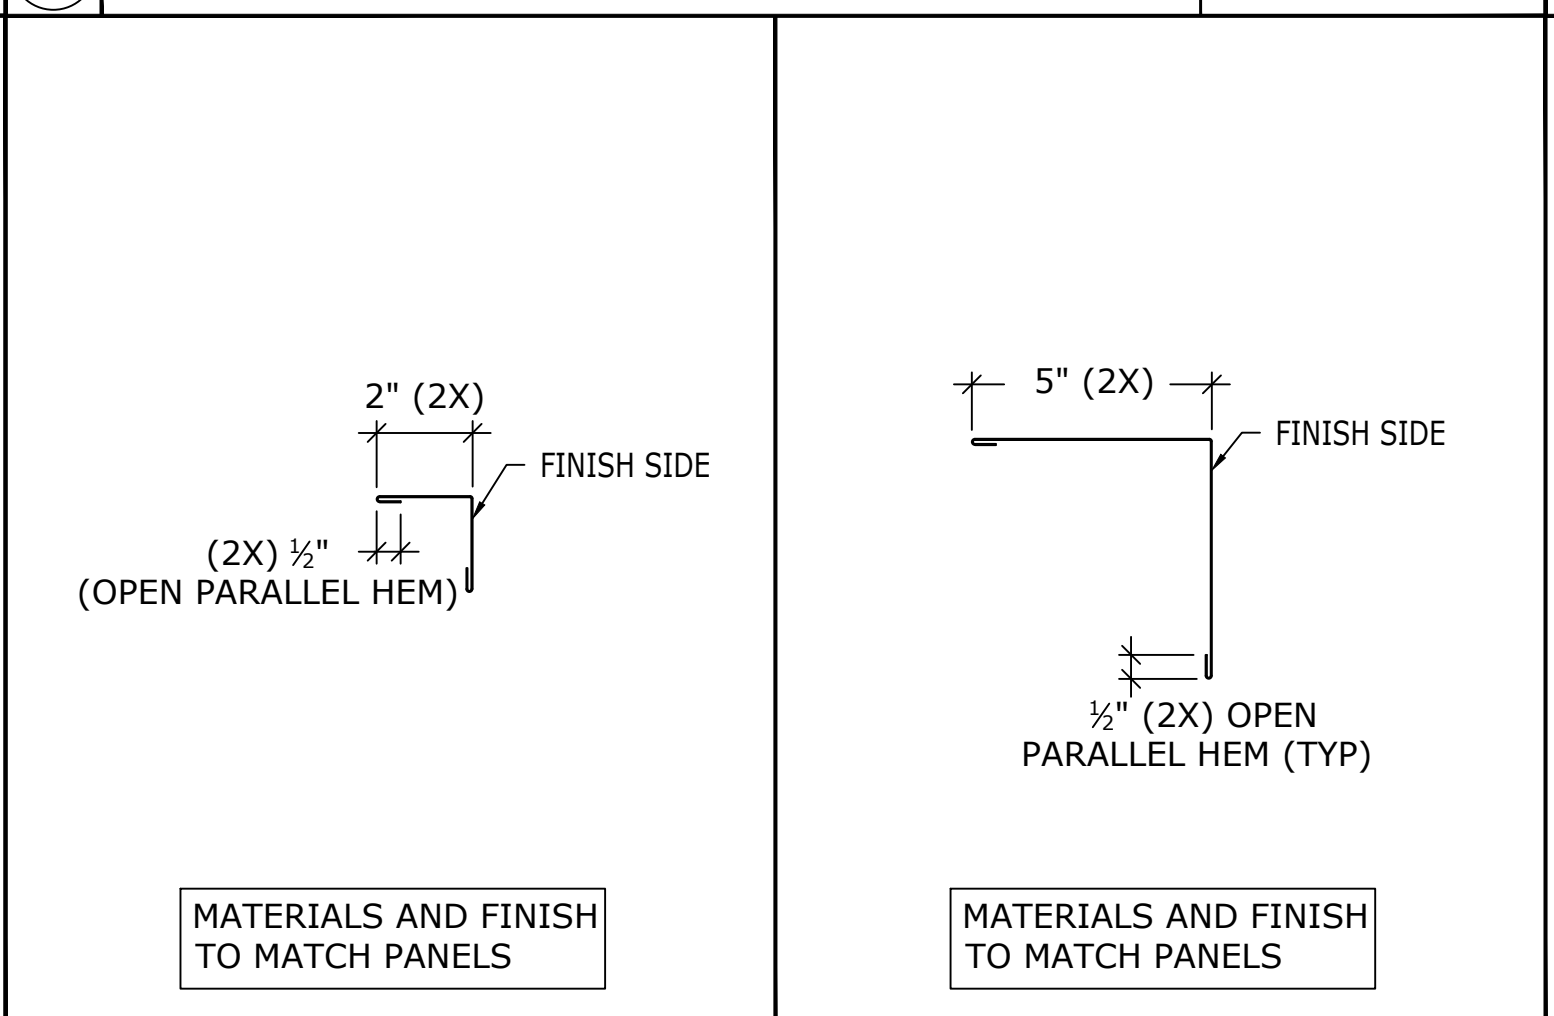 2" (2X)
FINISH SIDE
(2X) ½"
(OPEN PARALLEL HEM)
MATERIALS AND FINISH
TO MATCH PANELS
5" (2X)
FINISH SIDE
½" (2X) OPEN
PARALLEL HEM (TYP)
MATERIALS AND FINISH
TO MATCH PANELS